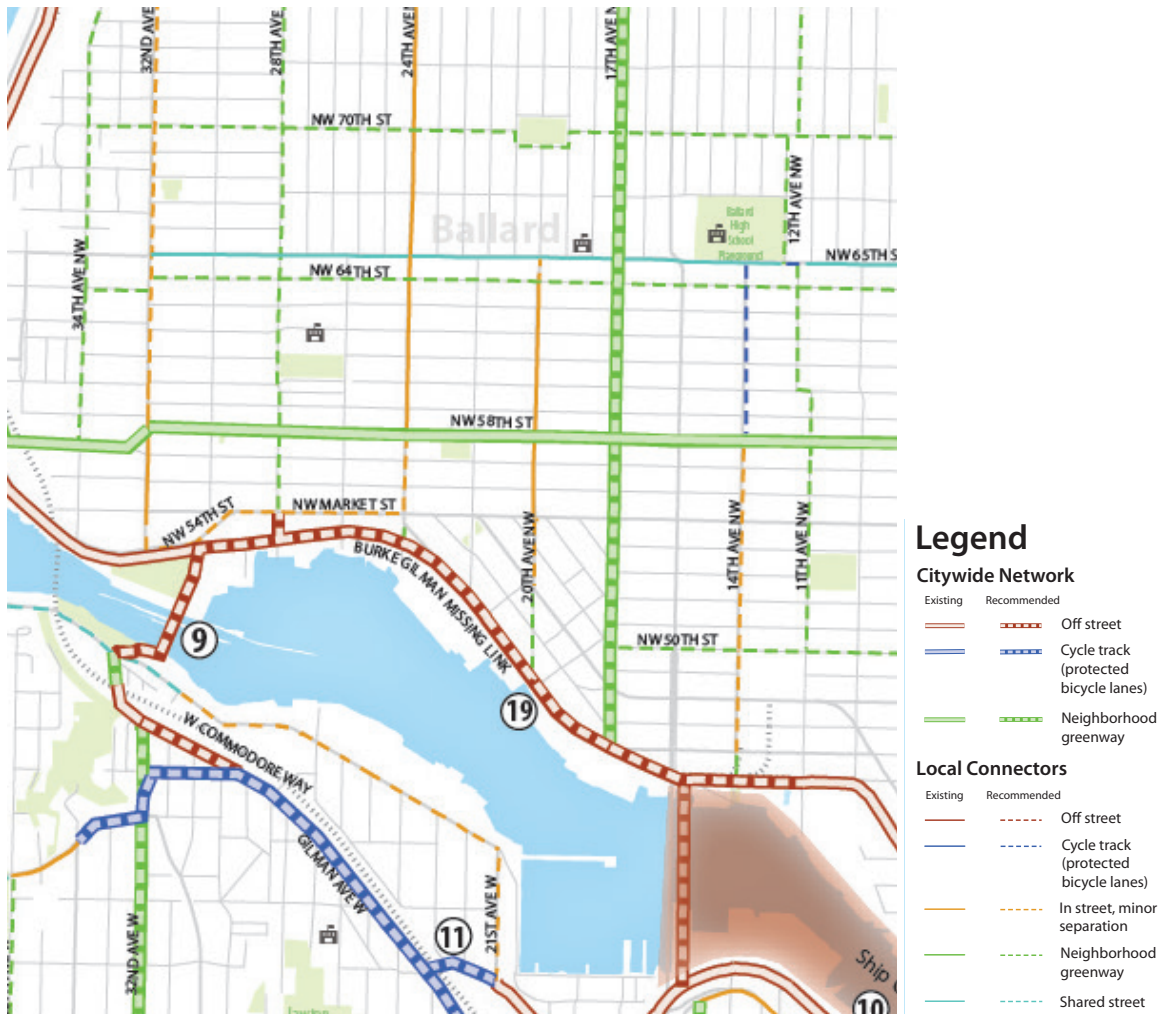 32ND AVE
28TH AVE
24TH AVE
17TH AVE N
NW 70TH ST
12TH AVE NW
Ballard
Ballard
High
School
Playground
NW 65TH S
34TH AVE NW
NW 64TH ST
NW 58TH ST
NW MARKET ST
NW 54TH ST
BURKE GILMAN MISSING LINK
20TH AVE NW
14TH AVE NW
11TH AVE NW
NW 50TH ST
9
19
W COMMODORE WAY
GILMAN AVE W
21ST AVE W
11
32ND AVE W
Ship
10
Legend
Citywide Network
Existing Recommended
Off street
Cycle track
(protected
bicycle lanes)
Neighborhood
greenway
Local Connectors
Existing Recommended
Off street
Cycle track
(protected
bicycle lanes)
In street, minor
separation
Neighborhood
greenway
Shared street